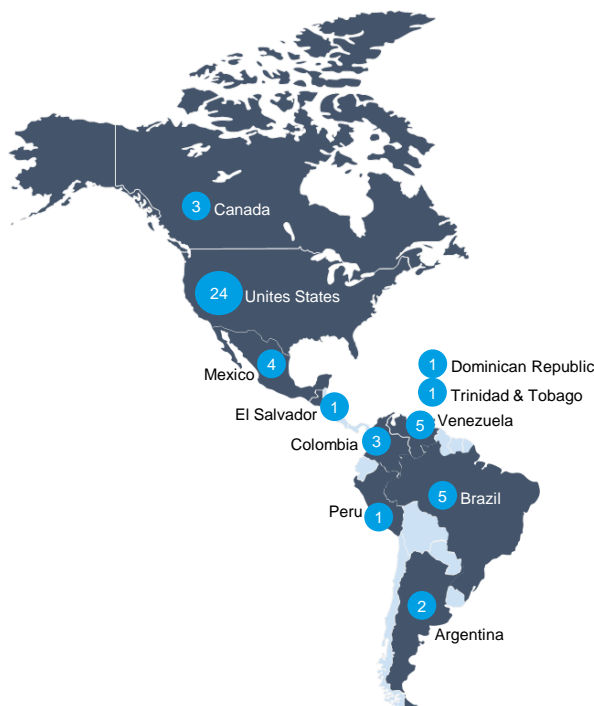 3 Canada
24 Unites States
4
Mexico
1 Dominican Republic
1 Trinidad & Tobago
1
El Salvador
5 Venezuela
3
Colombia
5 Brazil
Peru 1
2
Argentina